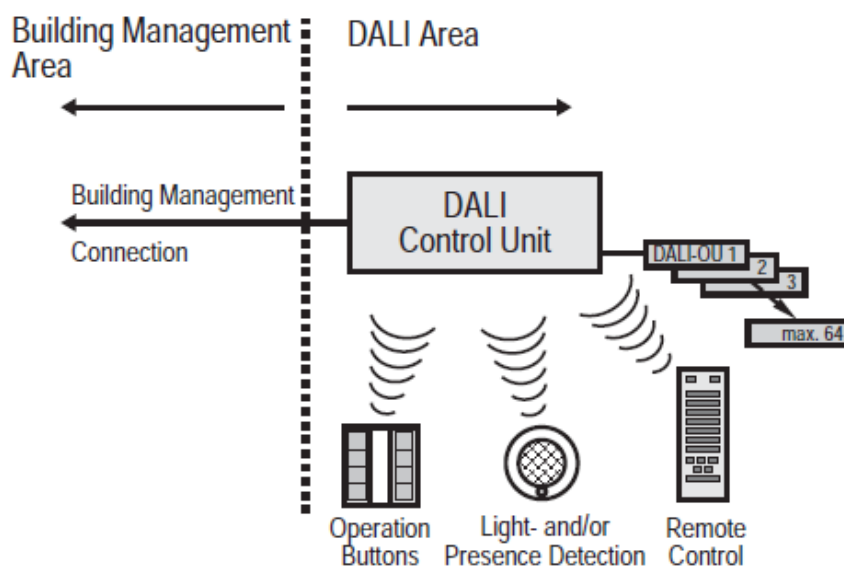 Building Management
Area
DALI Area
Building Management
Connection
DALI
Control Unit
DALI-OU 1
2
3
max. 64
Operation
Buttons
Light- and/or
Presence Detection
Remote
Control